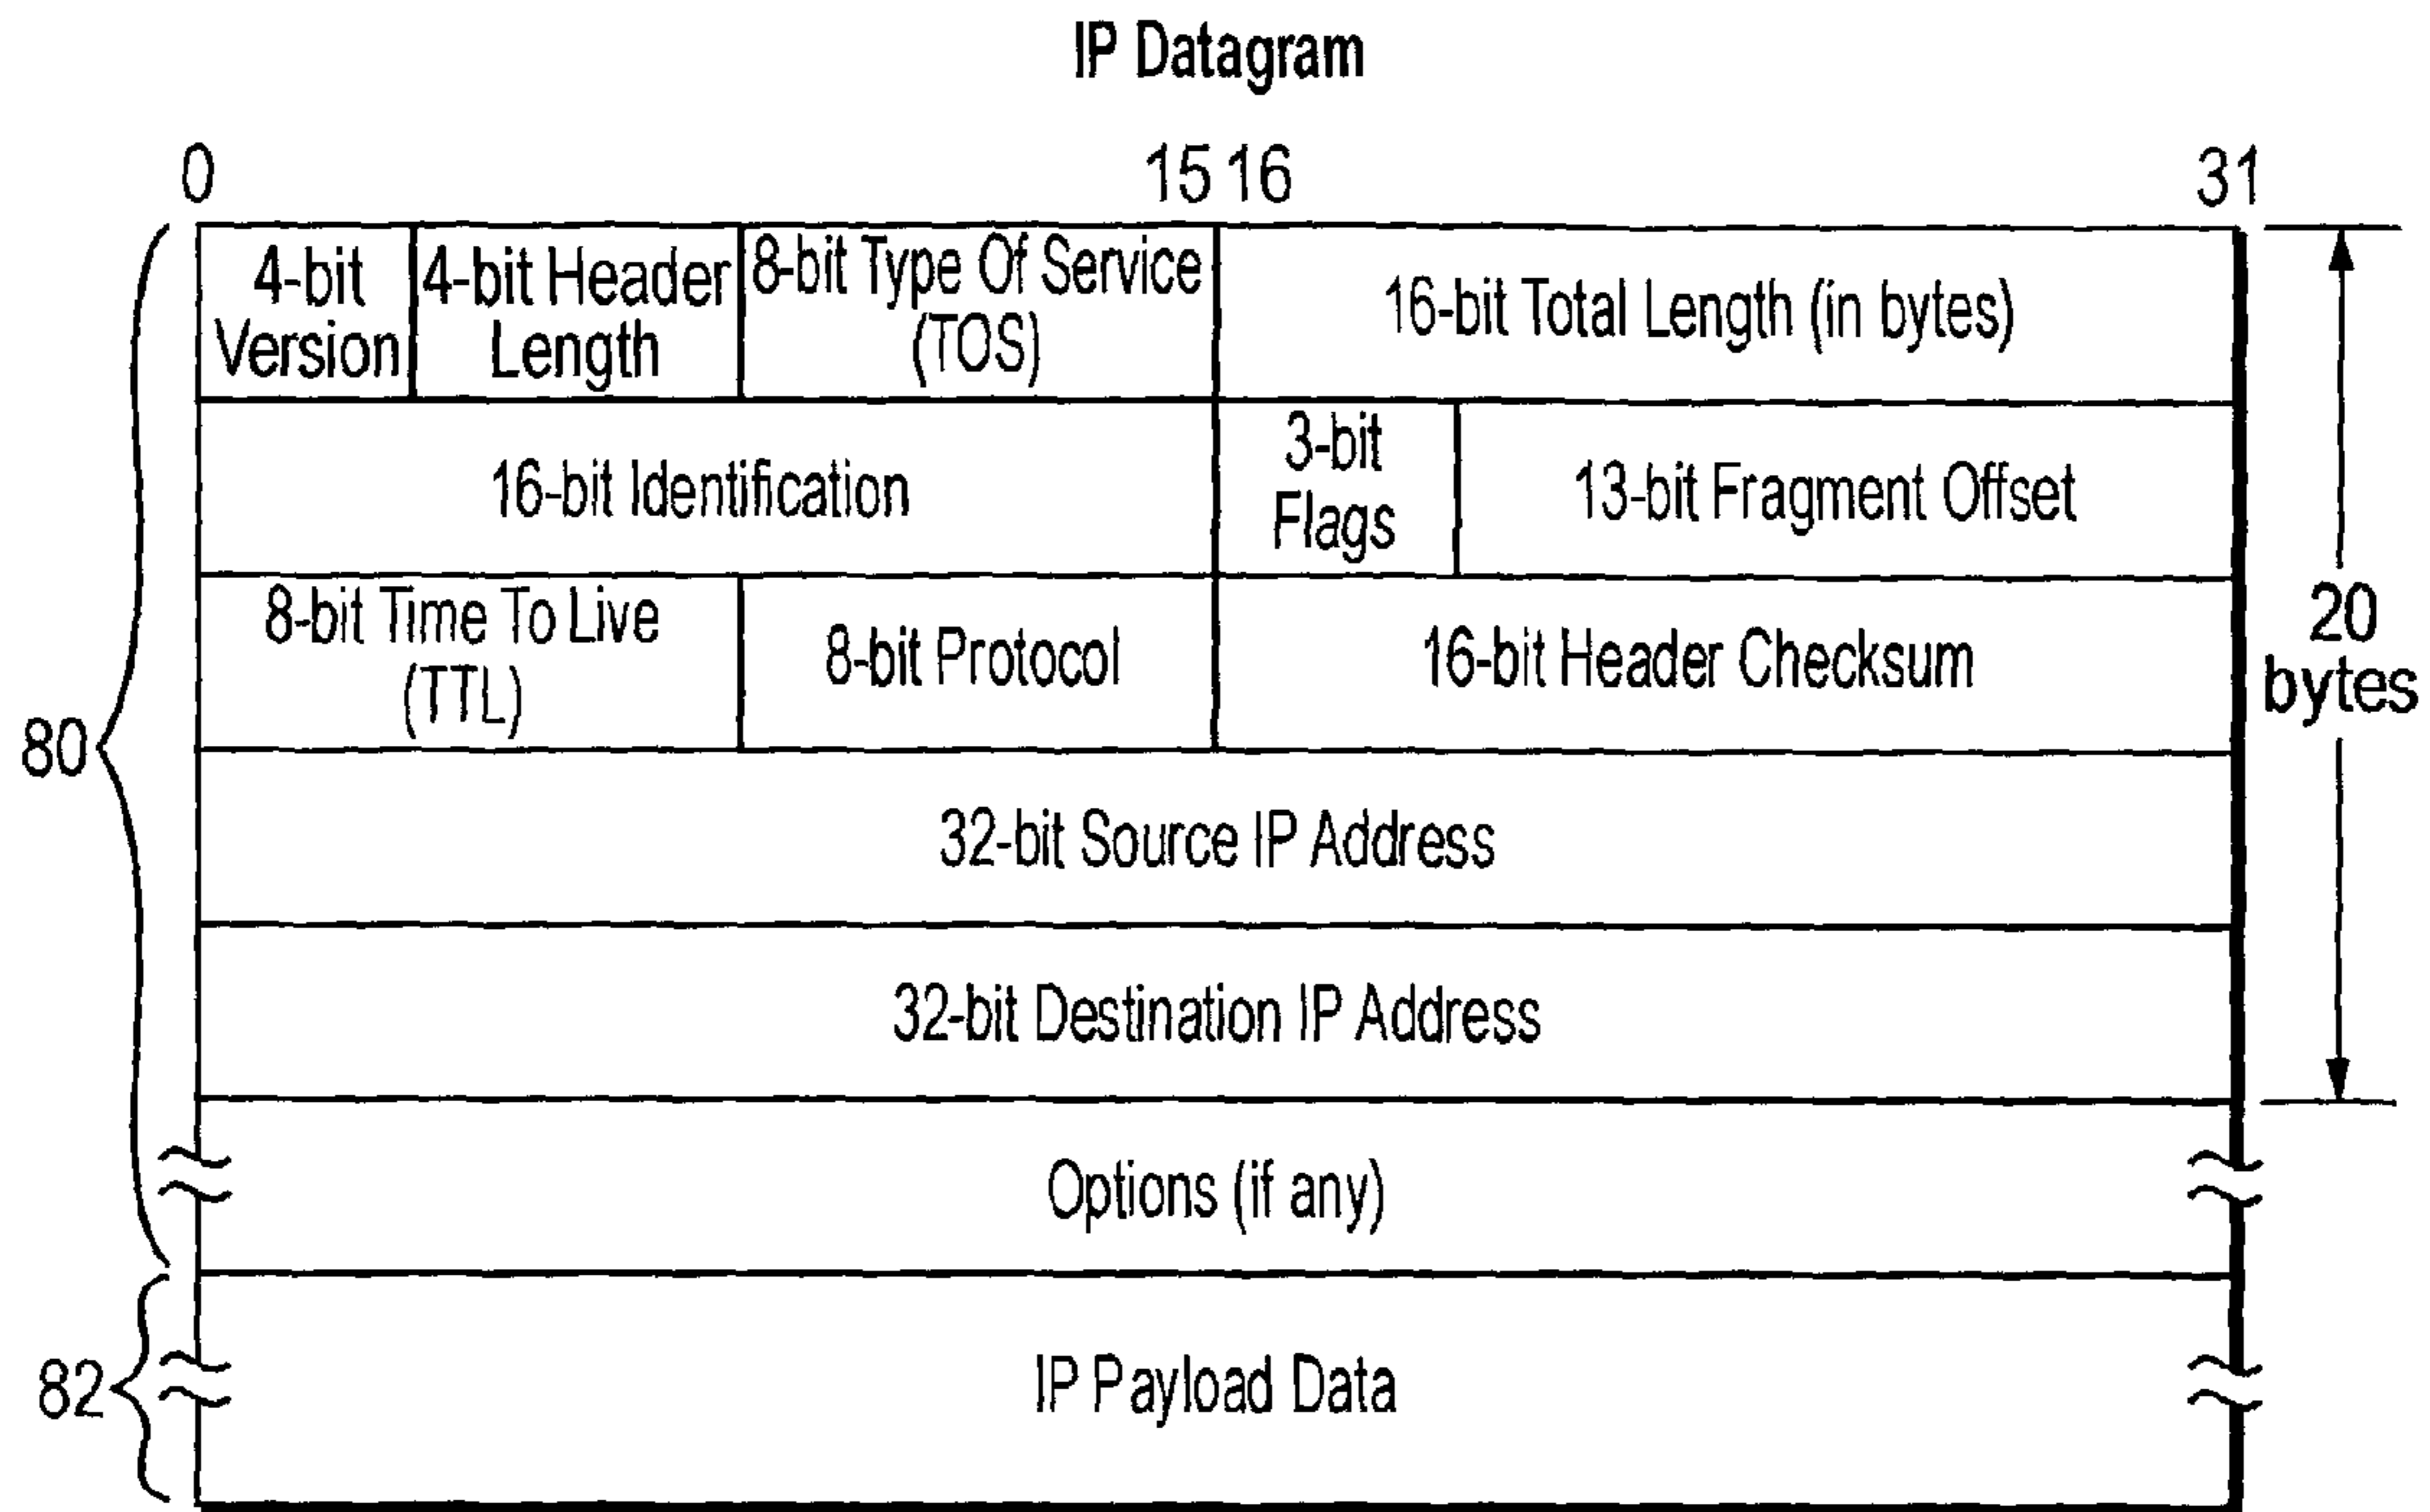 IP Datagram
0 15 16 31
4-bit
Version
4-bit Header
Length
8-bit Type Of Service
(TOS)
16-bit Total Length (in bytes)
16-bit Identification
3-bit
Flags
13-bit Fragment Offset
8-bit Time To Live
(TTL)
8-bit Protocol
16-bit Header Checksum
20
bytes
80
32-bit Source IP Address
32-bit Destination IP Address
Options (if any)
82
IP Payload Data